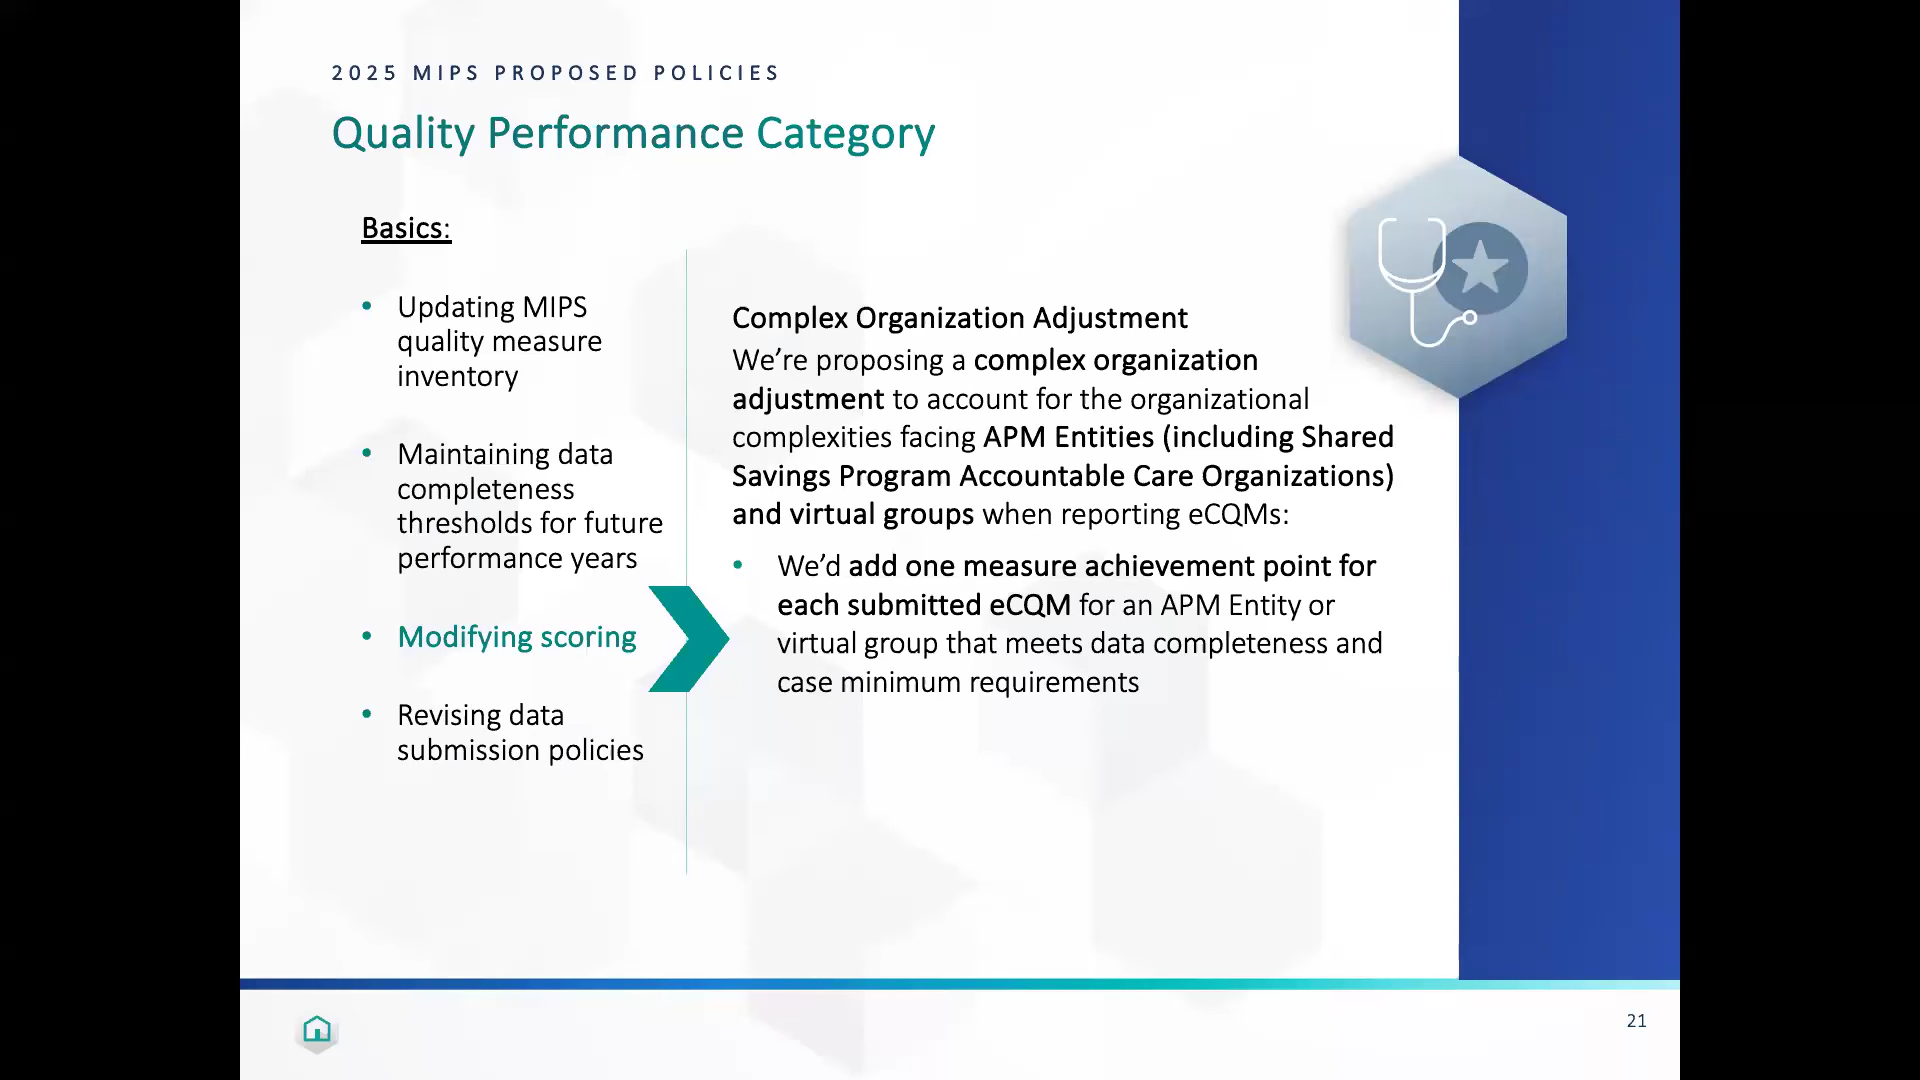 2025 MIPS PROPOSED POLICIES
Quality Performance Category
Basics:
• Updating MIPS
quality measure
inventory
• Maintaining data
completeness
thresholds for future
performance years
• Modifying scoring
• Revising data
submission policies
Complex Organization Adjustment
We’re proposing a complex organization
adjustment to account for the organizational
complexities facing APM Entities (including Shared
Savings Program Accountable Care Organizations)
and virtual groups when reporting eCQMs:
• We’d add one measure achievement point for
each submitted eCQM for an APM Entity or
virtual group that meets data completeness and
case minimum requirements
21